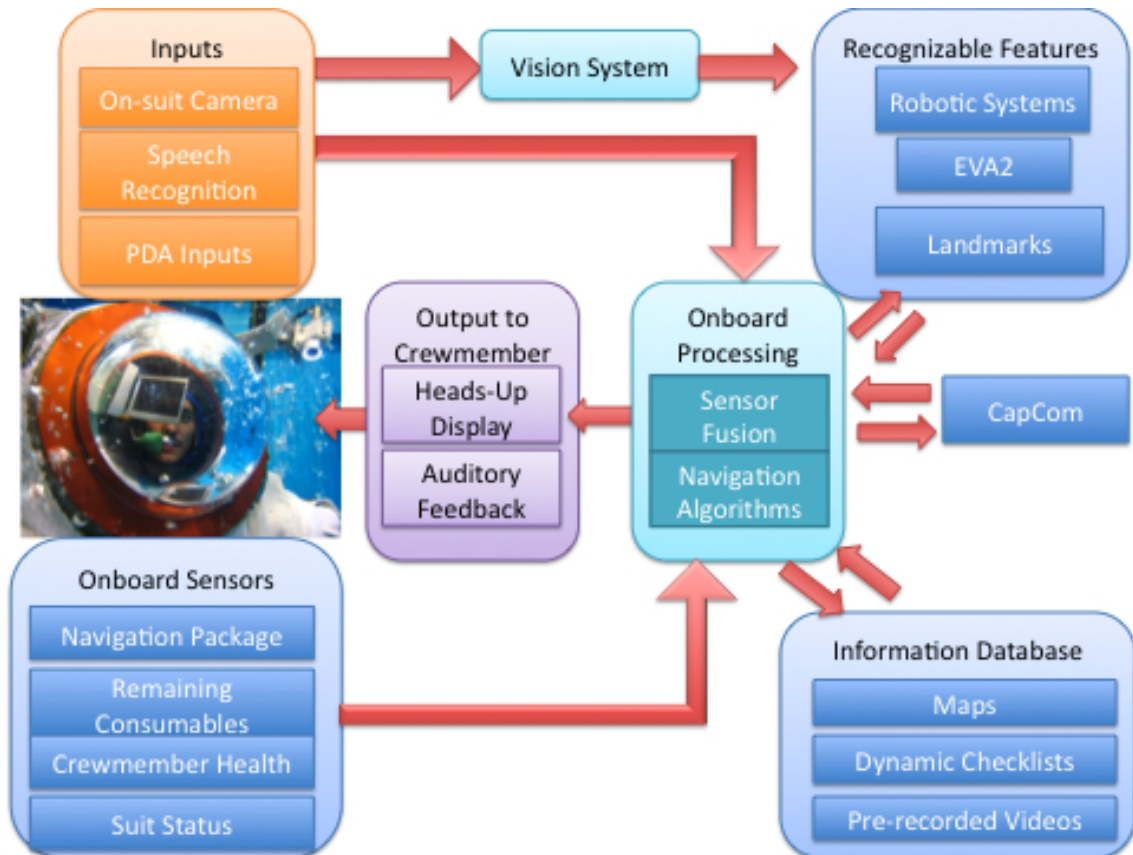 Inputs
On-suit Camera
Speech
Recognition
PDA Inputs
Vision System
Recognizable Features
Robotic Systems
EVA2
Landmarks
Output to
Crewmember
Heads-Up
Display
Auditory
Feedback
Onboard
Processing
Sensor
Fusion
Navigation
Algorithms
CapCom
Onboard Sensors
Navigation Package
Remaining
Consumables
Crewmember Health
Suit Status
Information Database
Maps
Dynamic Checklists
Pre-recorded Videos